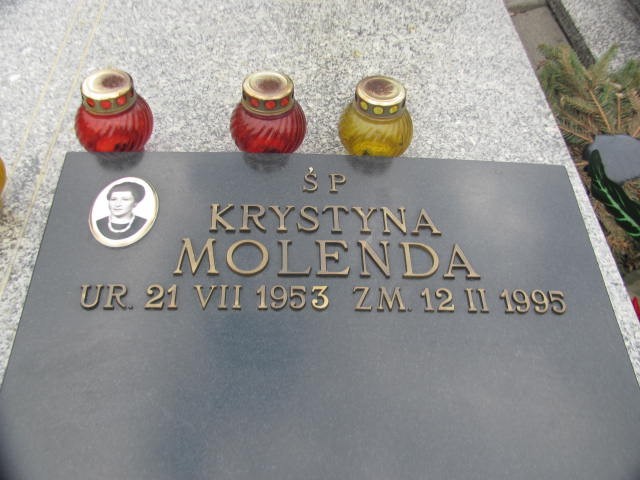 ŚP
KRYSTYNA
MOLENDA
UR. 21 VII 1953 ZM. 12 II 1995